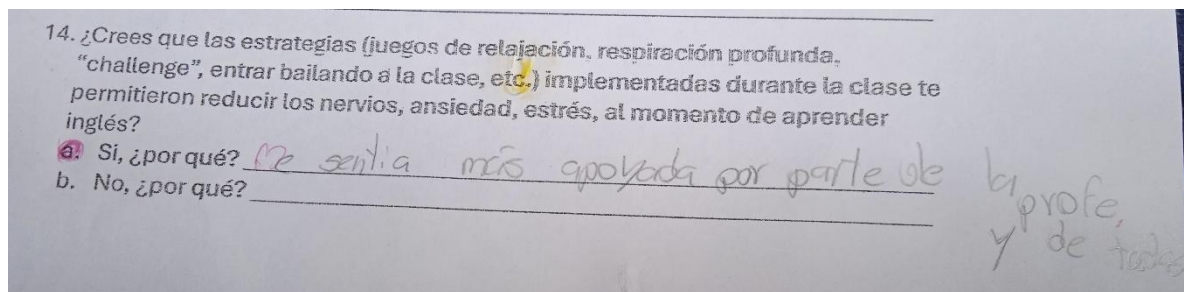 14. ¿Crees que las estrategias (juegos de relajación, respiración profunda,
“challenge”, entrar bailando a la clase, etc.) implementadas durante la clase te
permitieron reducir los nervios, ansiedad, estrés, al momento de aprender
inglés?
a. Si, ¿por qué? Me sentia más apoyada por parte de la
profe,
y de todos
b. No, ¿por qué?